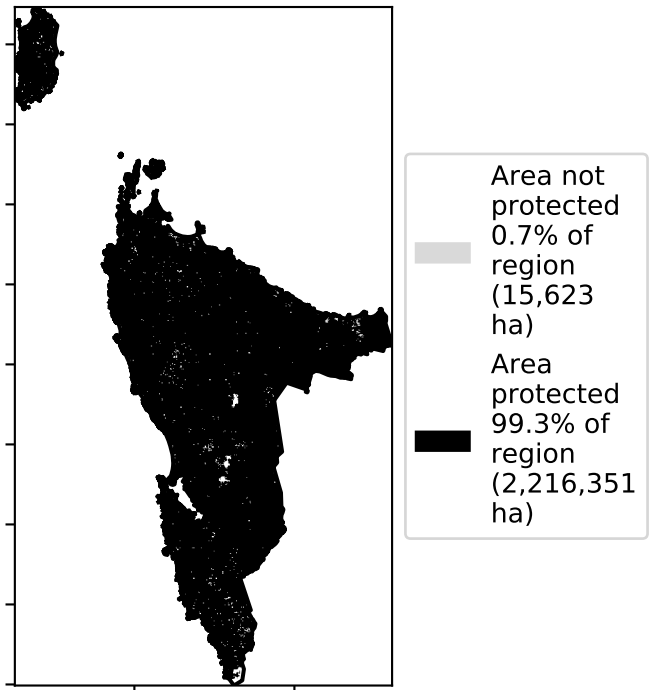 Area not
protected
0.7% of
region
(15,623
ha)
Area
protected
99.3% of
region
(2,216,351
ha)